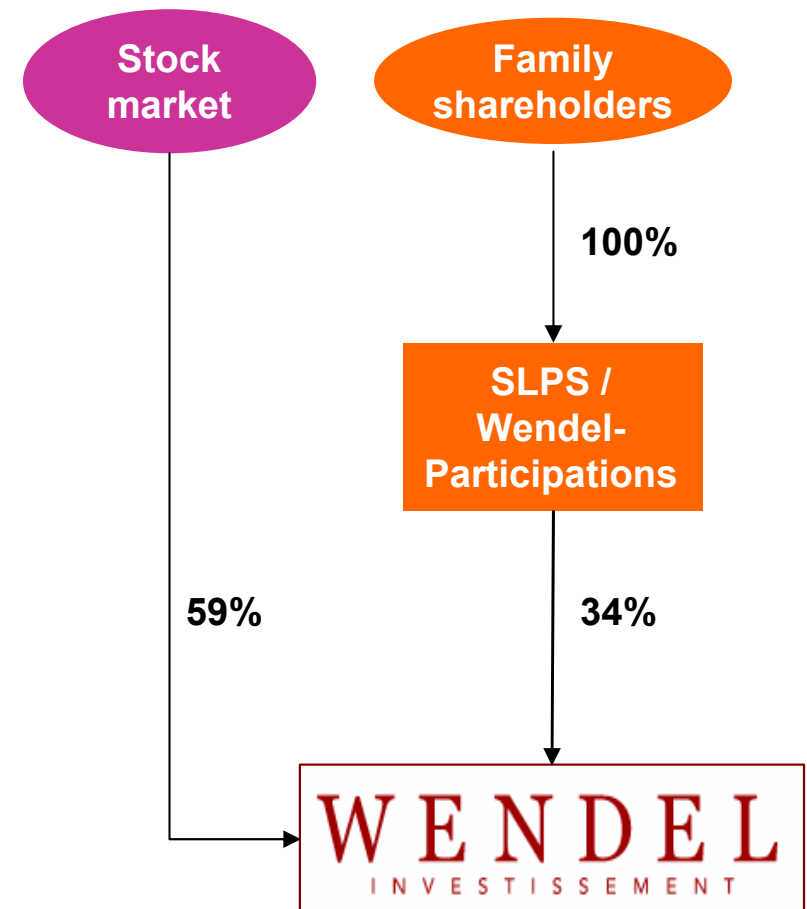 Stock
market
Family
shareholders
100%
SLPS /
Wendel-
Participations
59%
34%
WENDEL
INVESTISSEMENT